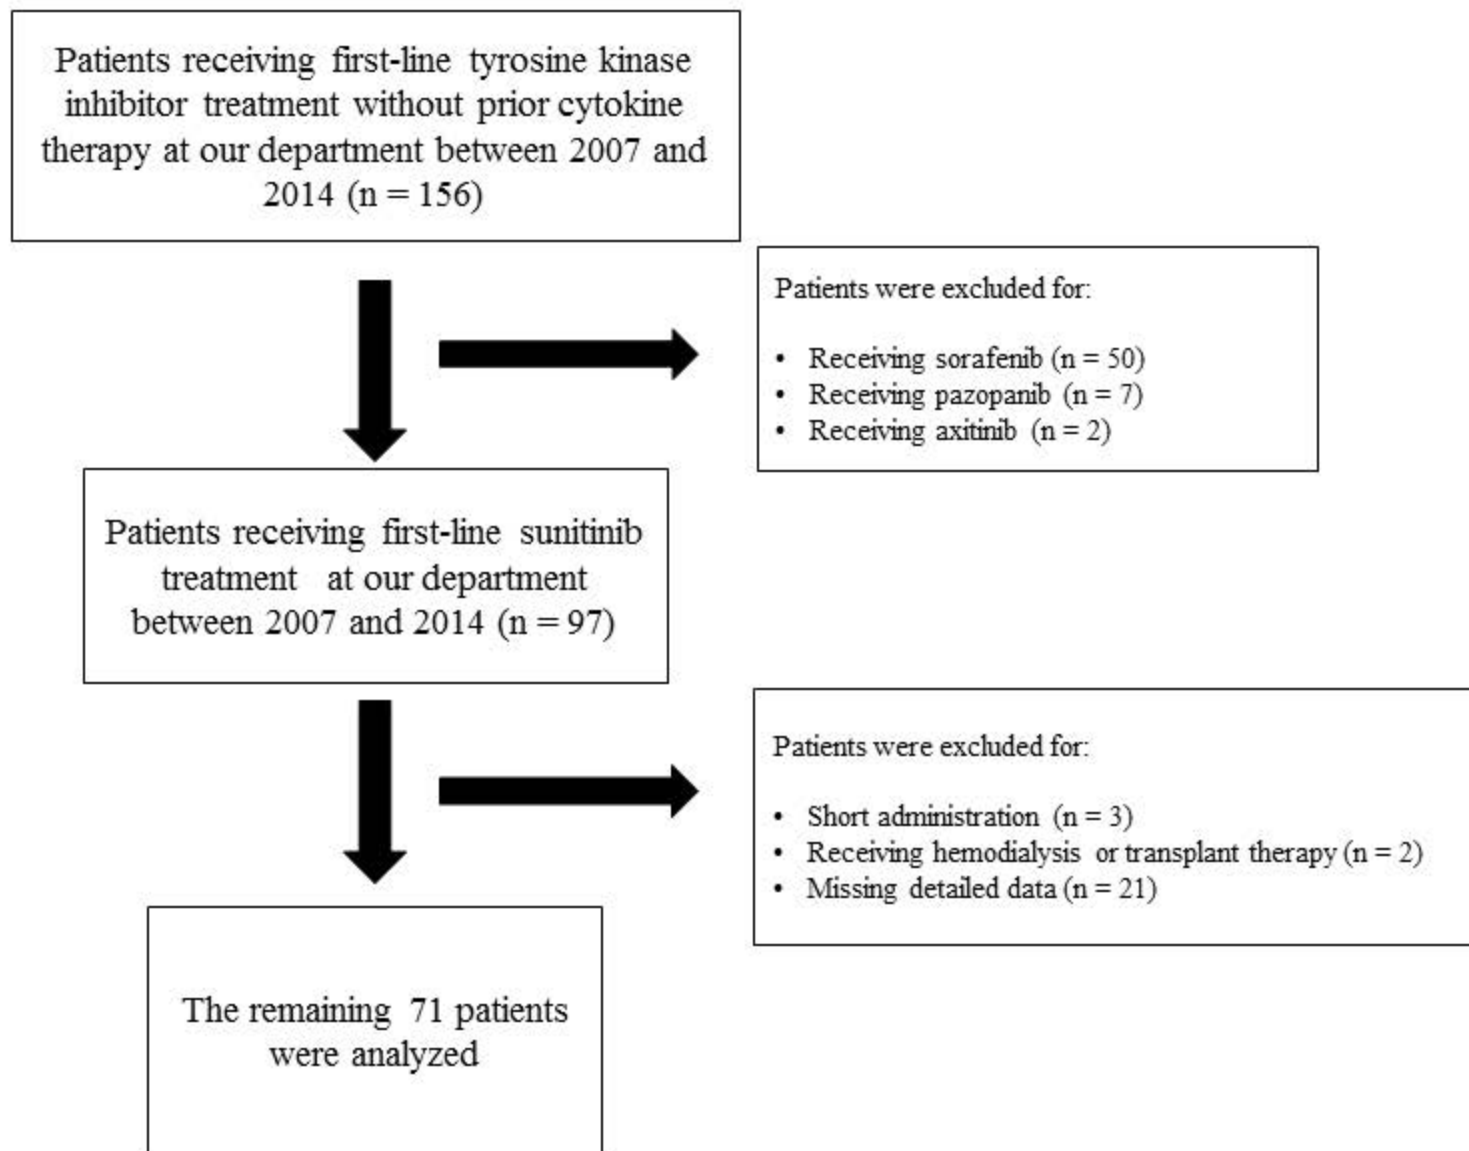 Patients receiving first-line tyrosine kinase
inhibitor treatment without prior cytokine
therapy at our department between 2007 and
2014 (n = 156)
Patients were excluded for:
• Receiving sorafenib (n = 50)
• Receiving pazopanib (n = 7)
• Receiving axitinib (n = 2)
Patients receiving first-line sunitinib
treatment at our department
between 2007 and 2014 (n = 97)
Patients were excluded for:
• Short administration (n = 3)
• Receiving hemodialysis or transplant therapy (n = 2)
• Missing detailed data (n = 21)
The remaining 71 patients
were analyzed